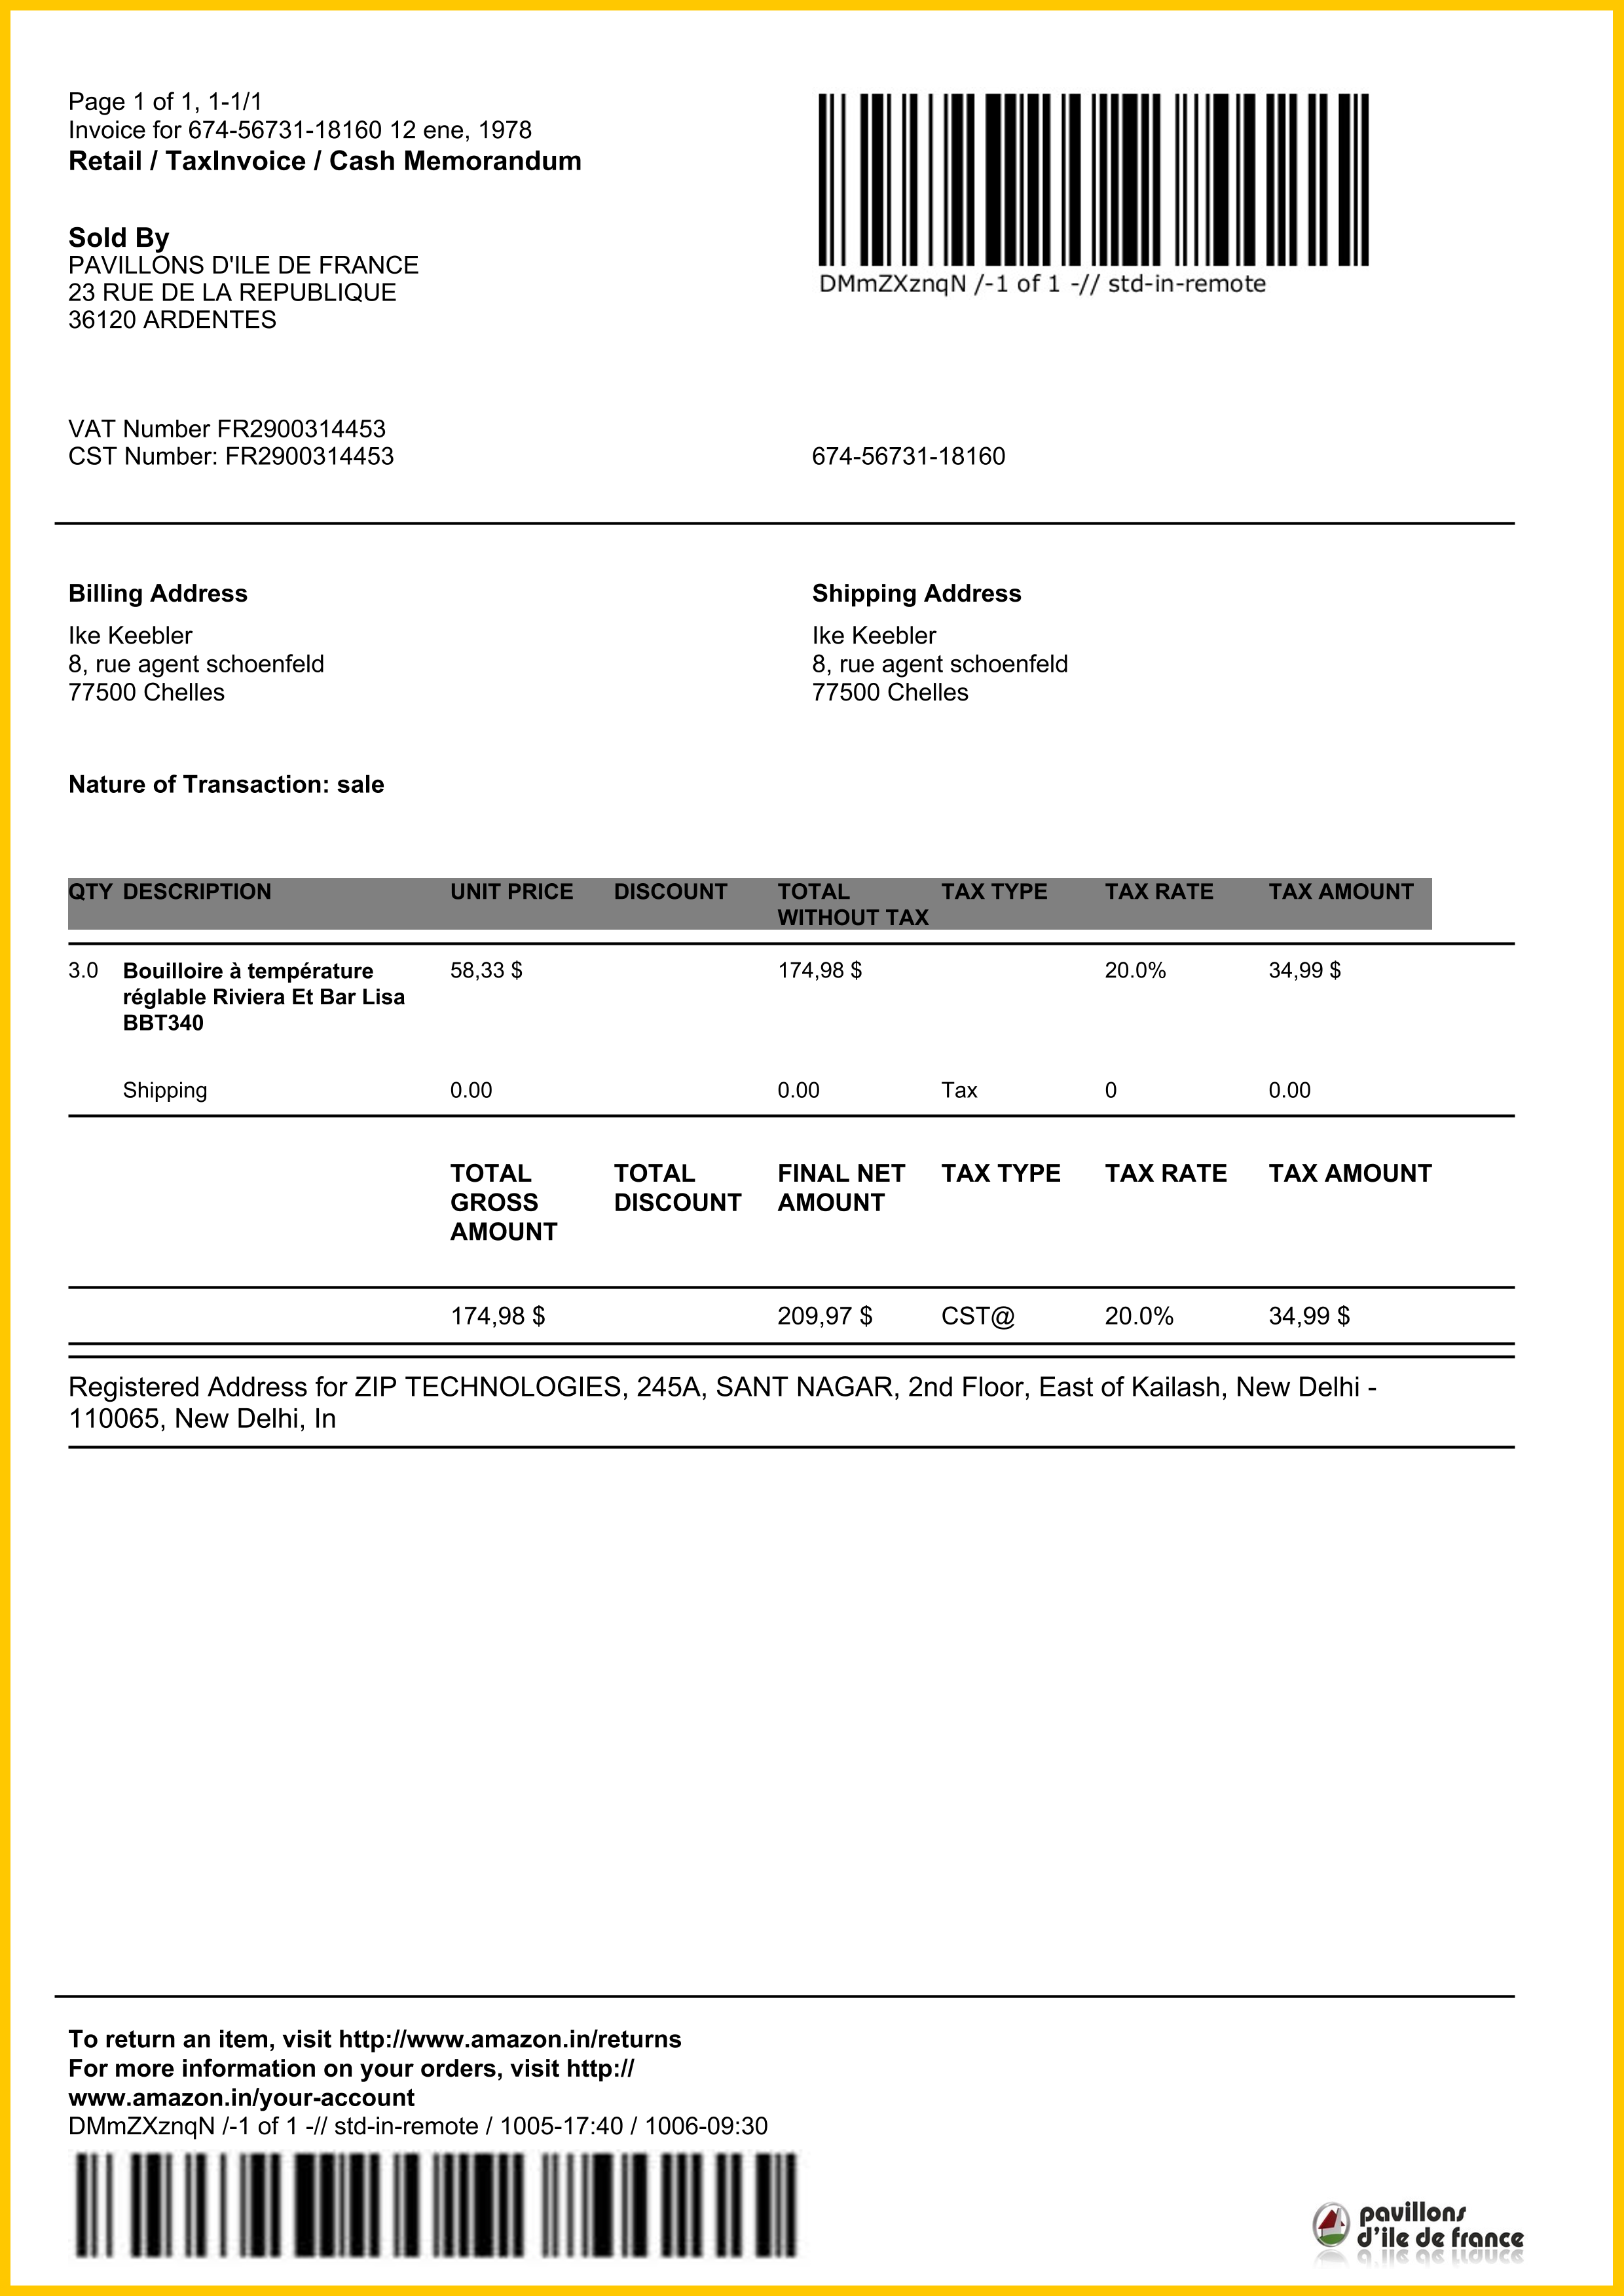 Page 1 of 1, 1-1/1
Invoice for 674-56731-18160 12 ene, 1978
Retail / TaxInvoice / Cash Memorandum
DMmZXznqN /-1 of 1 -// std-in-remote
Sold By
PAVILLONS D'ILE DE FRANCE
23 RUE DE LA REPUBLIQUE
36120 ARDENTES
VAT Number FR2900314453
CST Number: FR2900314453
674-56731-18160
Billing Address
Ike Keebler
8, rue agent schoenfeld
77500 Chelles
Shipping Address
Ike Keebler
8, rue agent schoenfeld
77500 Chelles
Nature of Transaction: sale
QTY DESCRIPTION UNIT PRICE DISCOUNT TOTAL TAX TYPE TAX RATE TAX AMOUNT
WITHOUT TAX
3.0 Bouilloire à température 58,33 $ 174,98 $ 20.0% 34,99 $
réglable Riviera Et Bar Lisa
BBT340
Shipping 0.00 0.00 Tax 0 0.00
TOTAL TOTAL FINAL NET TAX TYPE TAX RATE TAX AMOUNT
GROSS DISCOUNT AMOUNT
AMOUNT
174,98 $ 209,97 $ CST@ 20.0% 34,99 $
Registered Address for ZIP TECHNOLOGIES, 245A, SANT NAGAR, 2nd Floor, East of Kailash, New Delhi -
110065, New Delhi, In
To return an item, visit http://www.amazon.in/returns
For more information on your orders, visit http://
www.amazon.in/your-account
DMmZXznqN /-1 of 1 -// std-in-remote / 1005-17:40 / 1006-09:30
pavillons
d'ile de france